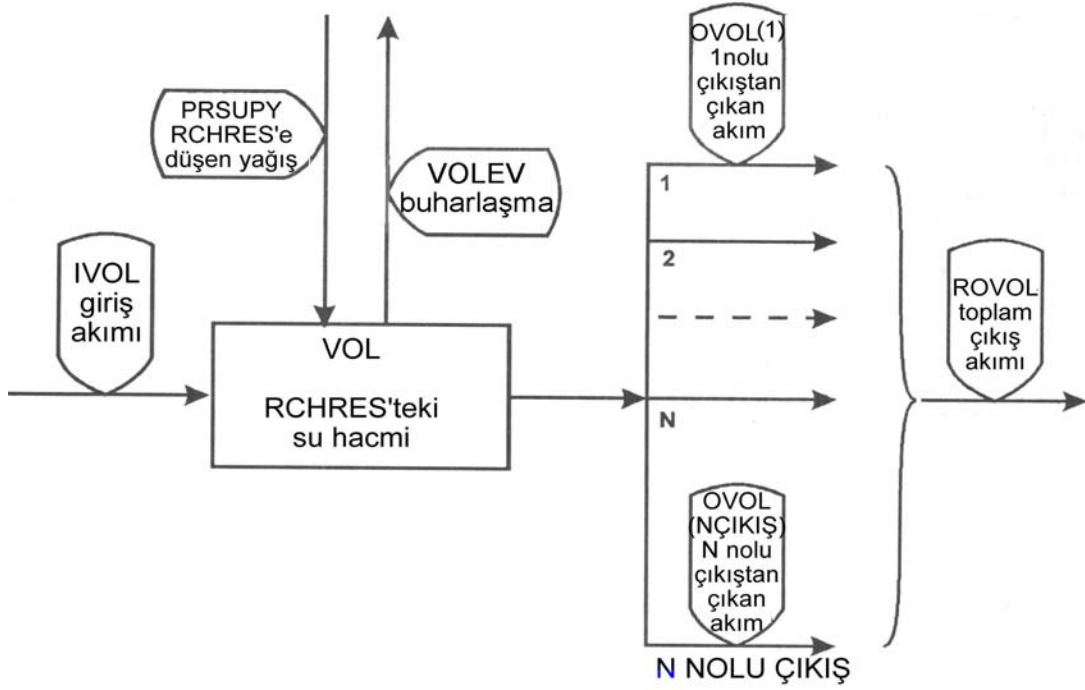 OVOL(1)
1nolu
çıkıştan
çıkan
akım
PRSUPY
RCHRES'e
düşen yağış
VOLEV
buharlaşma
1
2
IVOL
giriş
akımı
ROVOL
toplam
çıkış
akımı
VOL
RCHRES'teki
su hacmi
N
OVOL
(NÇIKIŞ)
N nolu
çıkıştan
çıkan
akım
N NOLU ÇIKIŞ